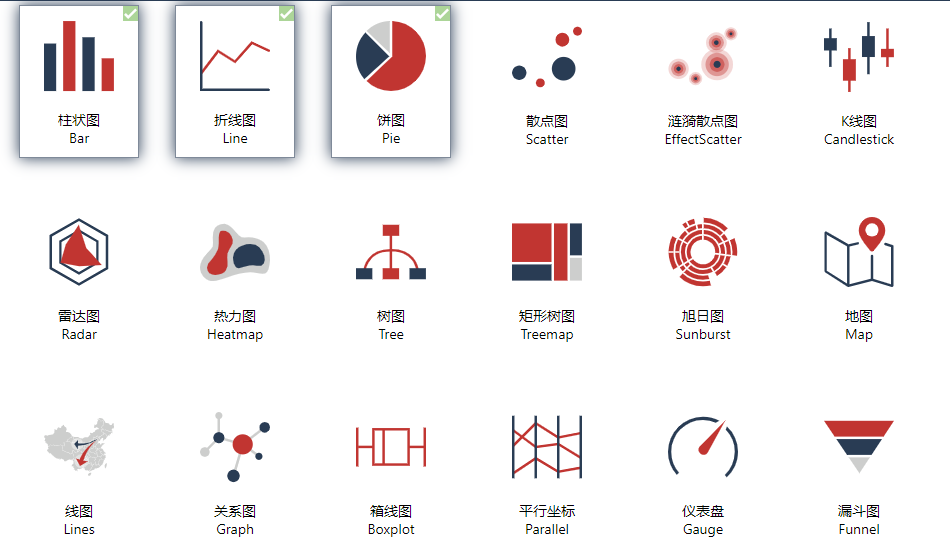 柱状图
Bar
折线图
Line
饼图
Pie
散点图
Scatter
涟漪散点图
EffectScatter
K线图
Candlestick
雷达图
Radar
热力图
Heatmap
树图
Tree
矩形树图
Treemap
旭日图
Sunburst
地图
Map
线图
Lines
关系图
Graph
箱线图
Boxplot
平行坐标
Parallel
仪表盘
Gauge
漏斗图
Funnel